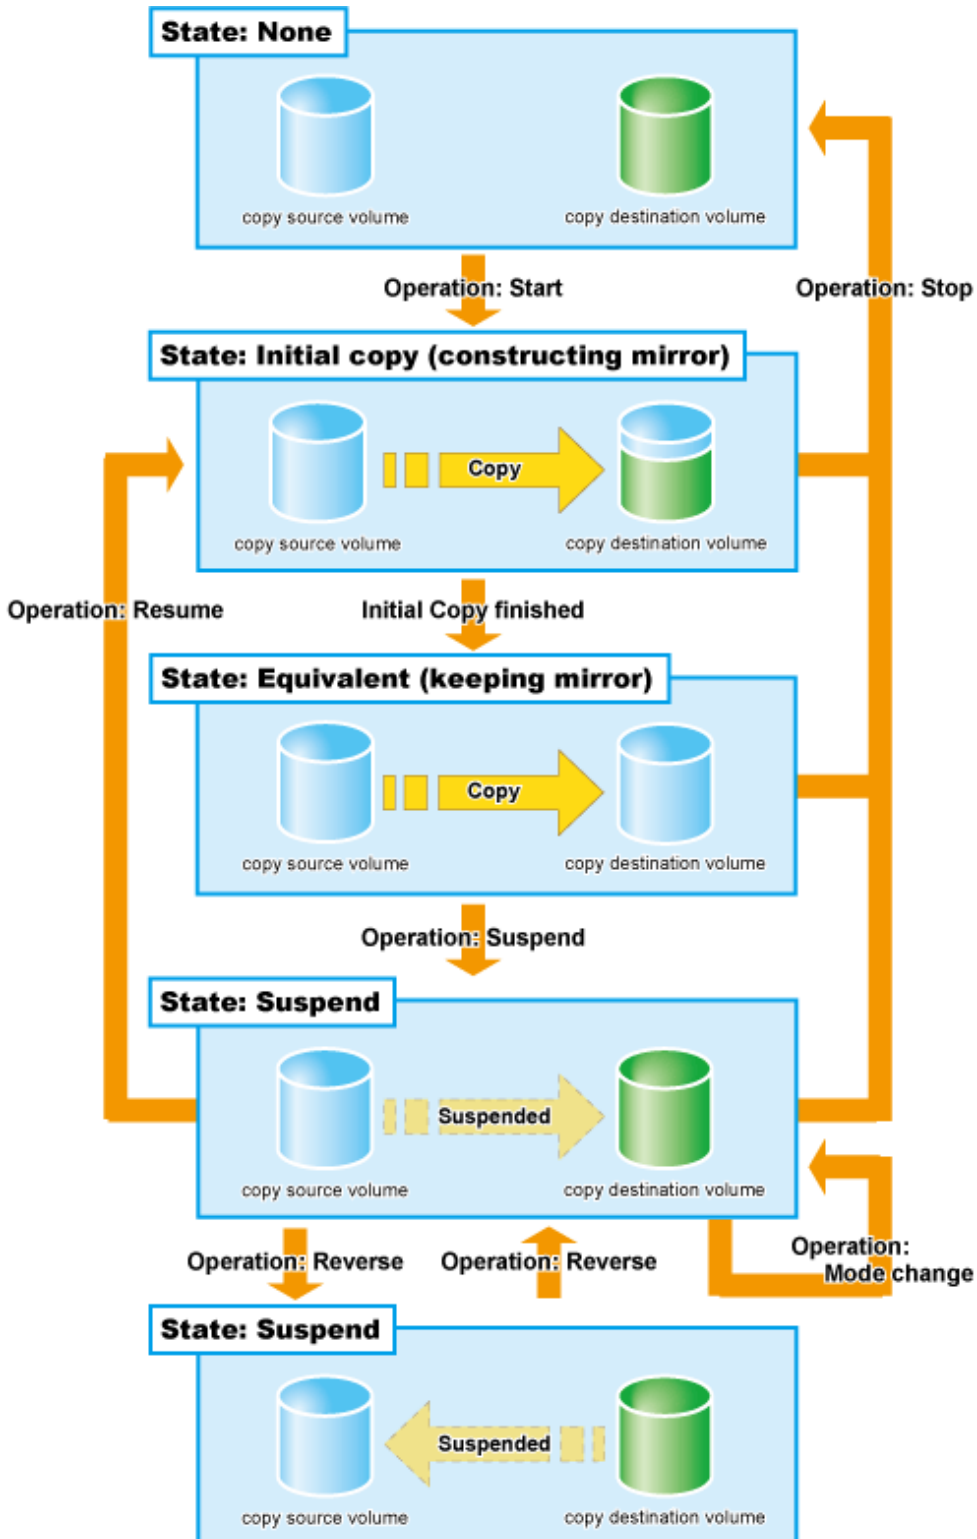 State: None
copy source volume
copy destination volume
Operation: Start
Operation: Stop
State: Initial copy (constructing mirror)
Copy
copy source volume
copy destination volume
Operation: Resume
Initial Copy finished
State: Equivalent (keeping mirror)
Copy
copy source volume
copy destination volume
Operation: Suspend
State: Suspend
Suspended
copy source volume
copy destination volume
Operation: Reverse
Operation: Reverse
Operation:
Mode change
State: Suspend
Suspended
copy source volume
copy destination volume